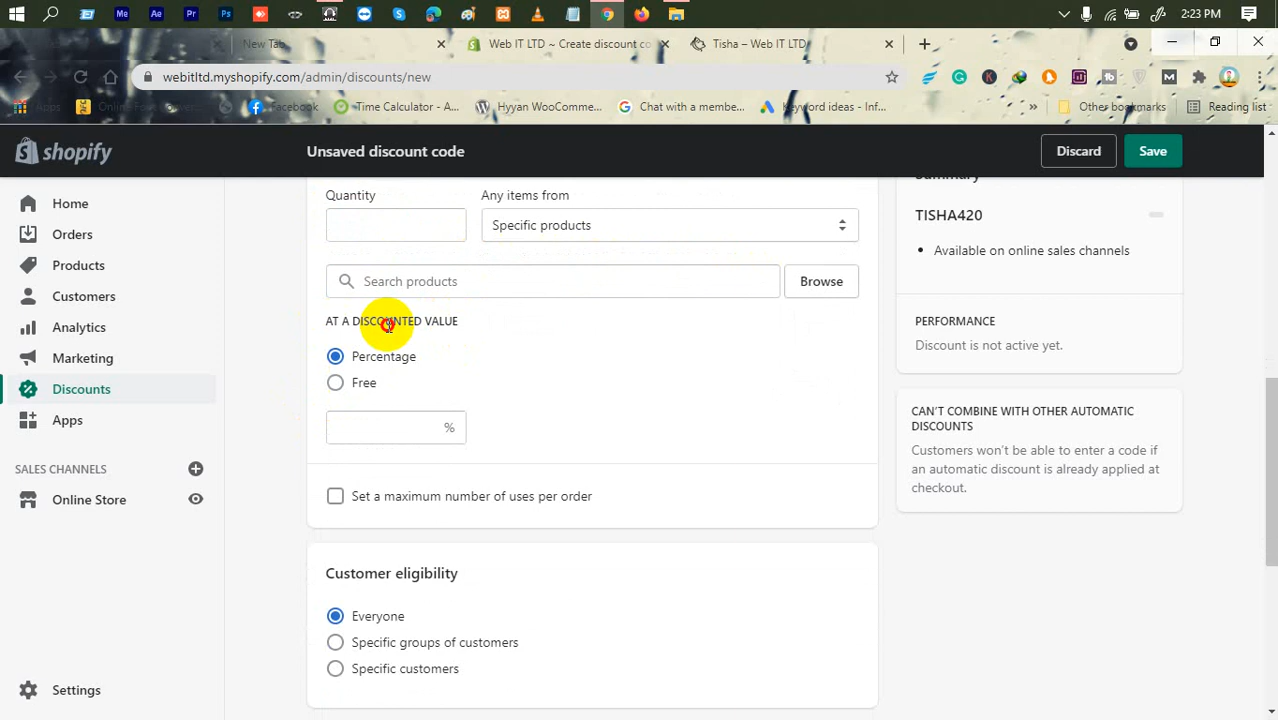 Me
Ae
Pr
Ps
2:23 PM
New Tab
Web IT LTD ~ Create discount co
Tisha – Web IT LTD
webitltd.myshopify.com/admin/discounts/new
Apps
Facebook
Time Calculator - A...
Hyyan WooComme...
Chat with a membe...
Keyword ideas - Inf...
Other bookmarks
Reading list
shopify
Unsaved discount code
Discard
Save
Home
Orders
Products
Customers
Analytics
Marketing
Discounts
Apps
SALES CHANNELS
Online Store
Settings
Quantity
Any items from
Specific products
Search products
Browse
AT A DISCOUNTED VALUE
Percentage
Free
%
Set a maximum number of uses per order
Customer eligibility
Everyone
Specific groups of customers
Specific customers
Summary
TISHA420
Available on online sales channels
PERFORMANCE
Discount is not active yet.
CAN'T COMBINE WITH OTHER AUTOMATIC
DISCOUNTS
Customers won't be able to enter a code if
an automatic discount is already applied at
checkout.